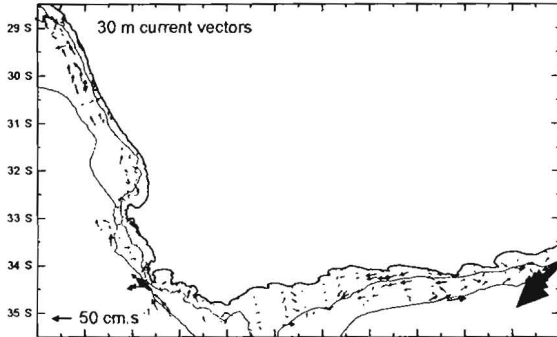 30 m current vectors
29 S
30 S
31 S
32 S
33 S
34 S
35 S
50 cm.s